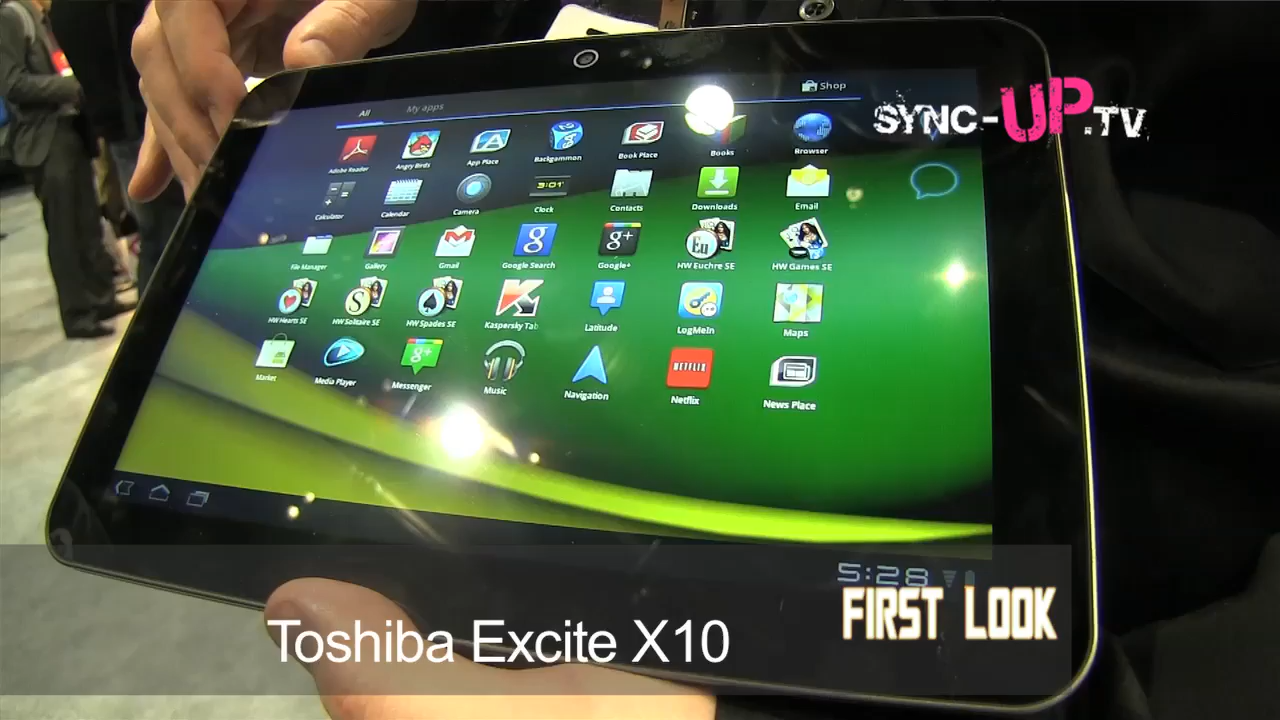 SYNC-UP.TV
All My apps Shop
Adobe Reader Angry Birds App Place Backgammon Book Place Books Browser
Calculator Calendar Camera 3:01 Clock Contacts Downloads Email
File Manager Gallery Gmail Google Search Google+ HW Euchre SE HW Games SE
HW Hearts SE HW Solitaire SE HW Spades SE Kaspersky Tab Latitude LogMeIn Maps
Market Media Player Messenger Music Navigation NETFLIX Netflix News Place
5:28
FIRST LOOK
Toshiba Excite X10